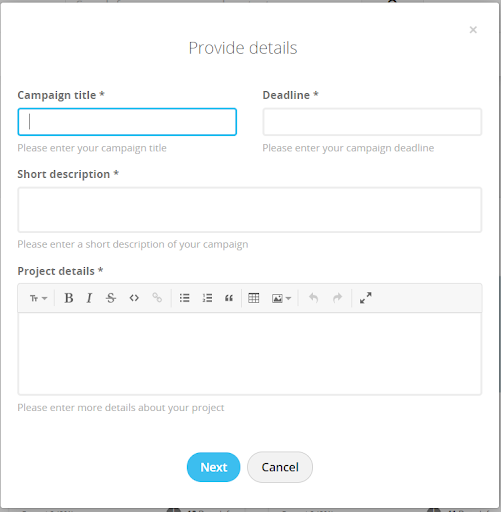 ×
Provide details
Campaign title *
Deadline *
Please enter your campaign title
Please enter your campaign deadline
Short description *
Please enter a short description of your campaign
Project details *
Tт B I S <> “
Please enter more details about your project
Next Cancel